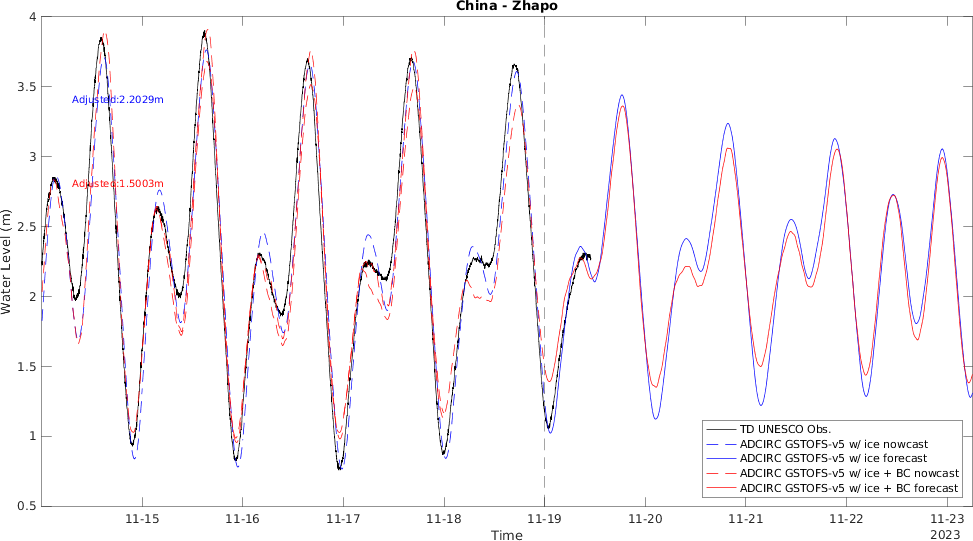 China - Zhapo
4
3.5
3
2.5
2
1.5
1
0.5
Water Level (m)
Adjusted:2.2029m
Adjusted:1.5003m
TD UNESCO Obs.
ADCIRC GSTOFS-v5 w/ ice nowcast
ADCIRC GSTOFS-v5 w/ ice forecast
ADCIRC GSTOFS-v5 w/ ice + BC nowcast
ADCIRC GSTOFS-v5 w/ ice + BC forecast
11-15 11-16 11-17 11-18 11-19 11-20 11-21 11-22 11-23
2023
Time